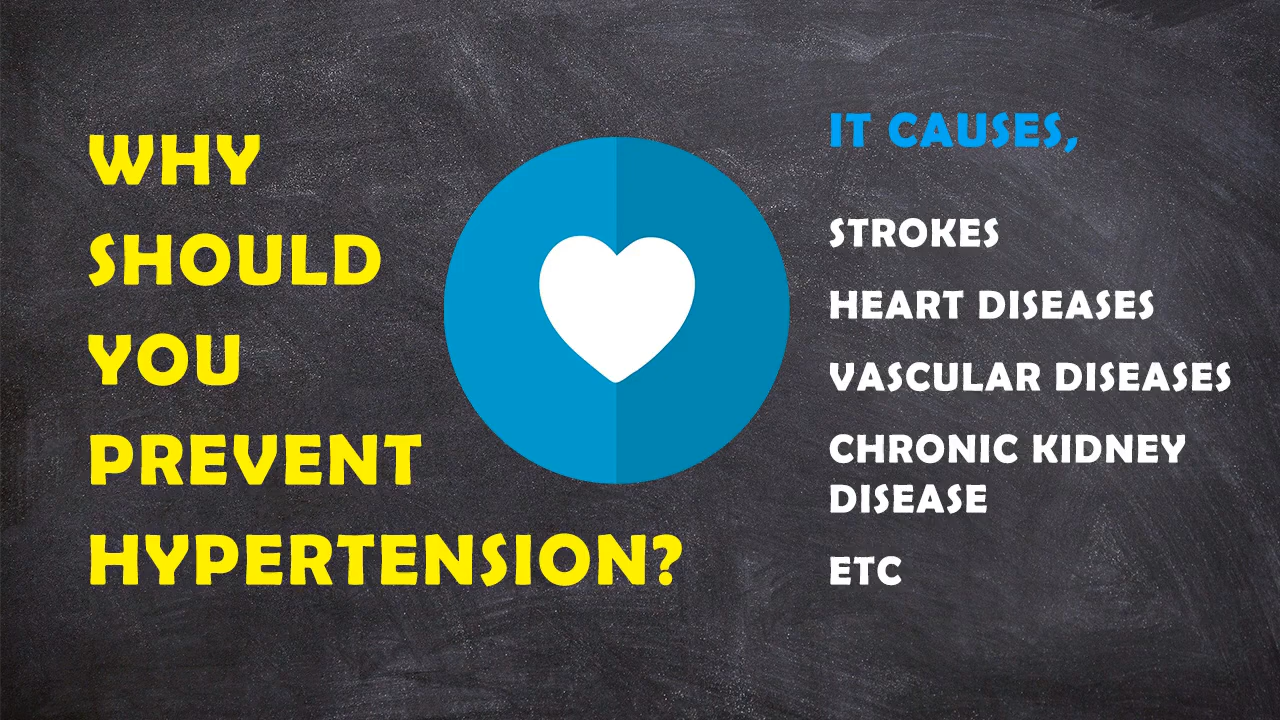 WHY
SHOULD
YOU
PREVENT
HYPERTENSION?
IT CAUSES,
STROKES
HEART DISEASES
VASCULAR DISEASES
CHRONIC KIDNEY
DISEASE
ETC